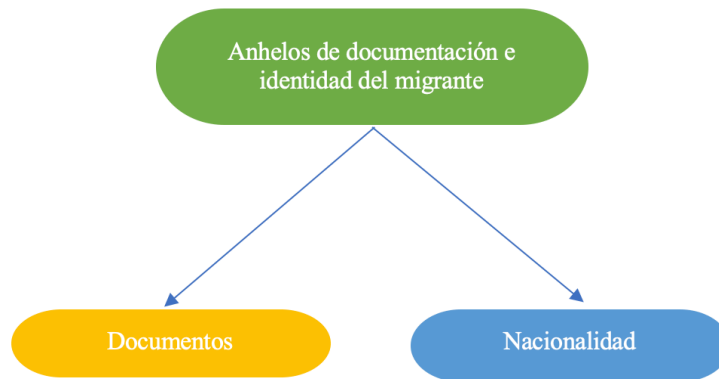 Anhelos de documentación e
identidad del migrante
Documentos
Nacionalidad